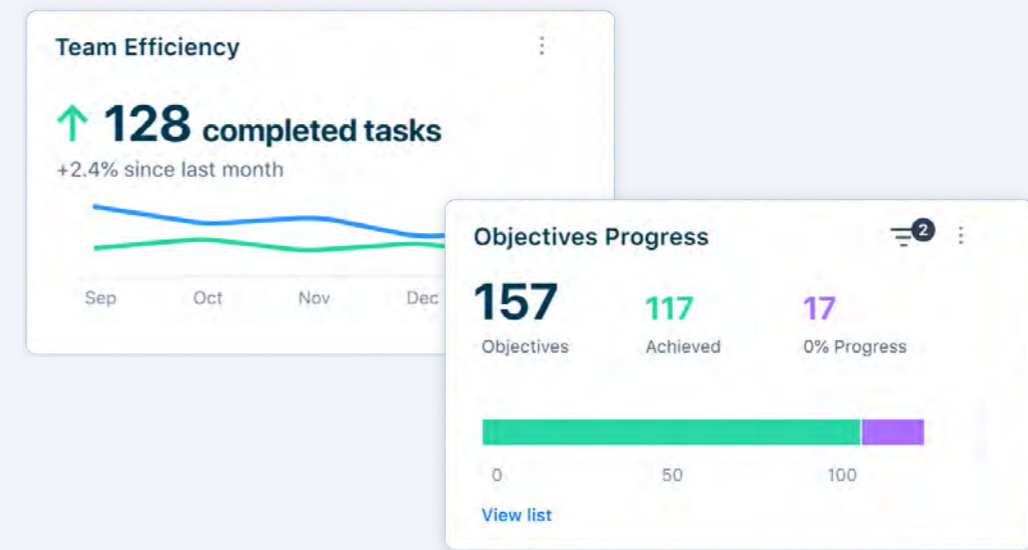 Team Efficiency
128 completed tasks
+2.4% since last month
Sep Oct Nov Dec
Objectives Progress 2
157 117 17
Objectives Achieved 0% Progress
0 50 100
View list